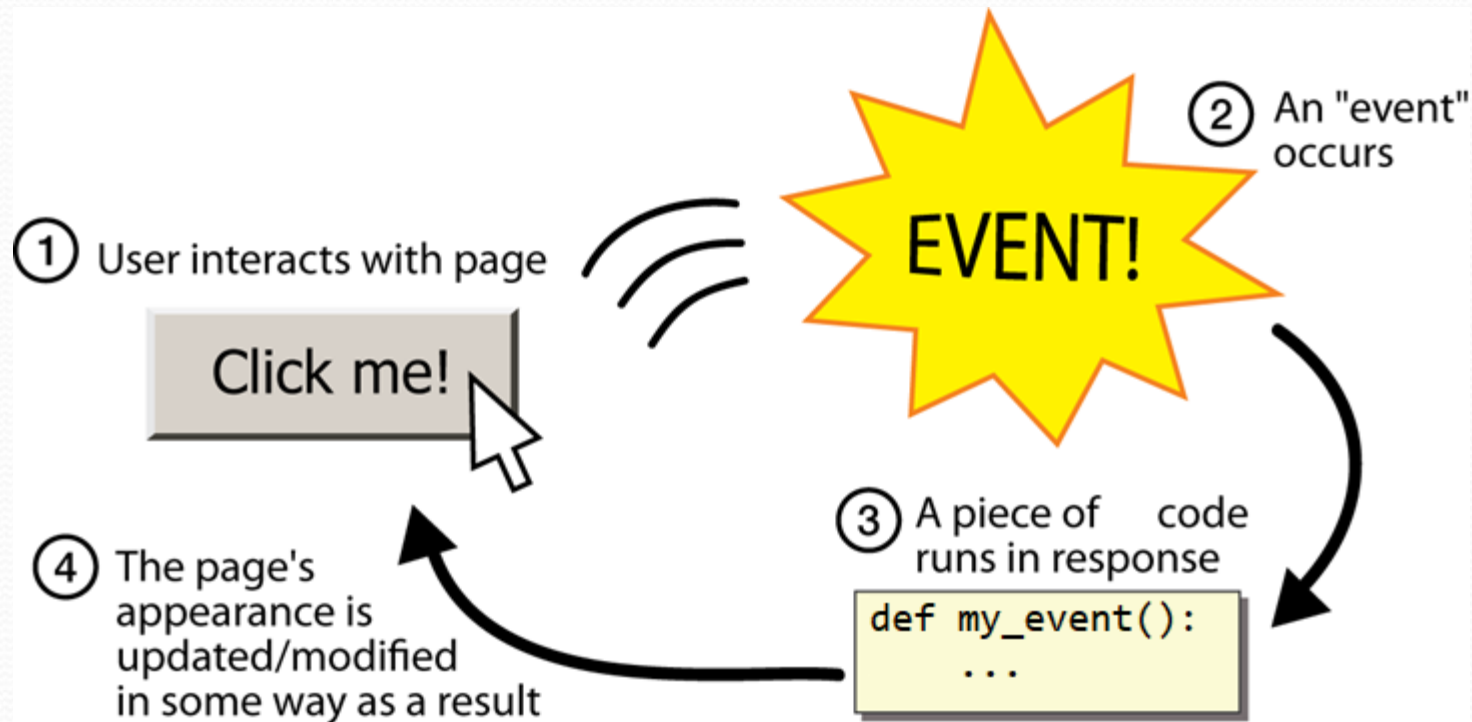 1 User interacts with page
Click me!
EVENT!
2 An "event"
occurs
3 A piece of code
runs in response
def my_event():
...
4 The page's
appearance is
updated/modified
in some way as a result